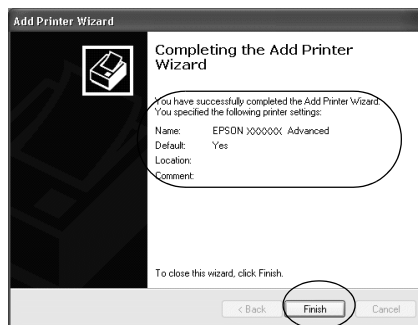 Add Printer Wizard
Completing the Add Printer
Wizard
You have successfully completed the Add Printer Wizard.
You specified the following printer settings:
Name: EPSON XXXXXX Advanced
Default: Yes
Location:
Comment:
To close this wizard, click Finish.
< Back Finish Cancel